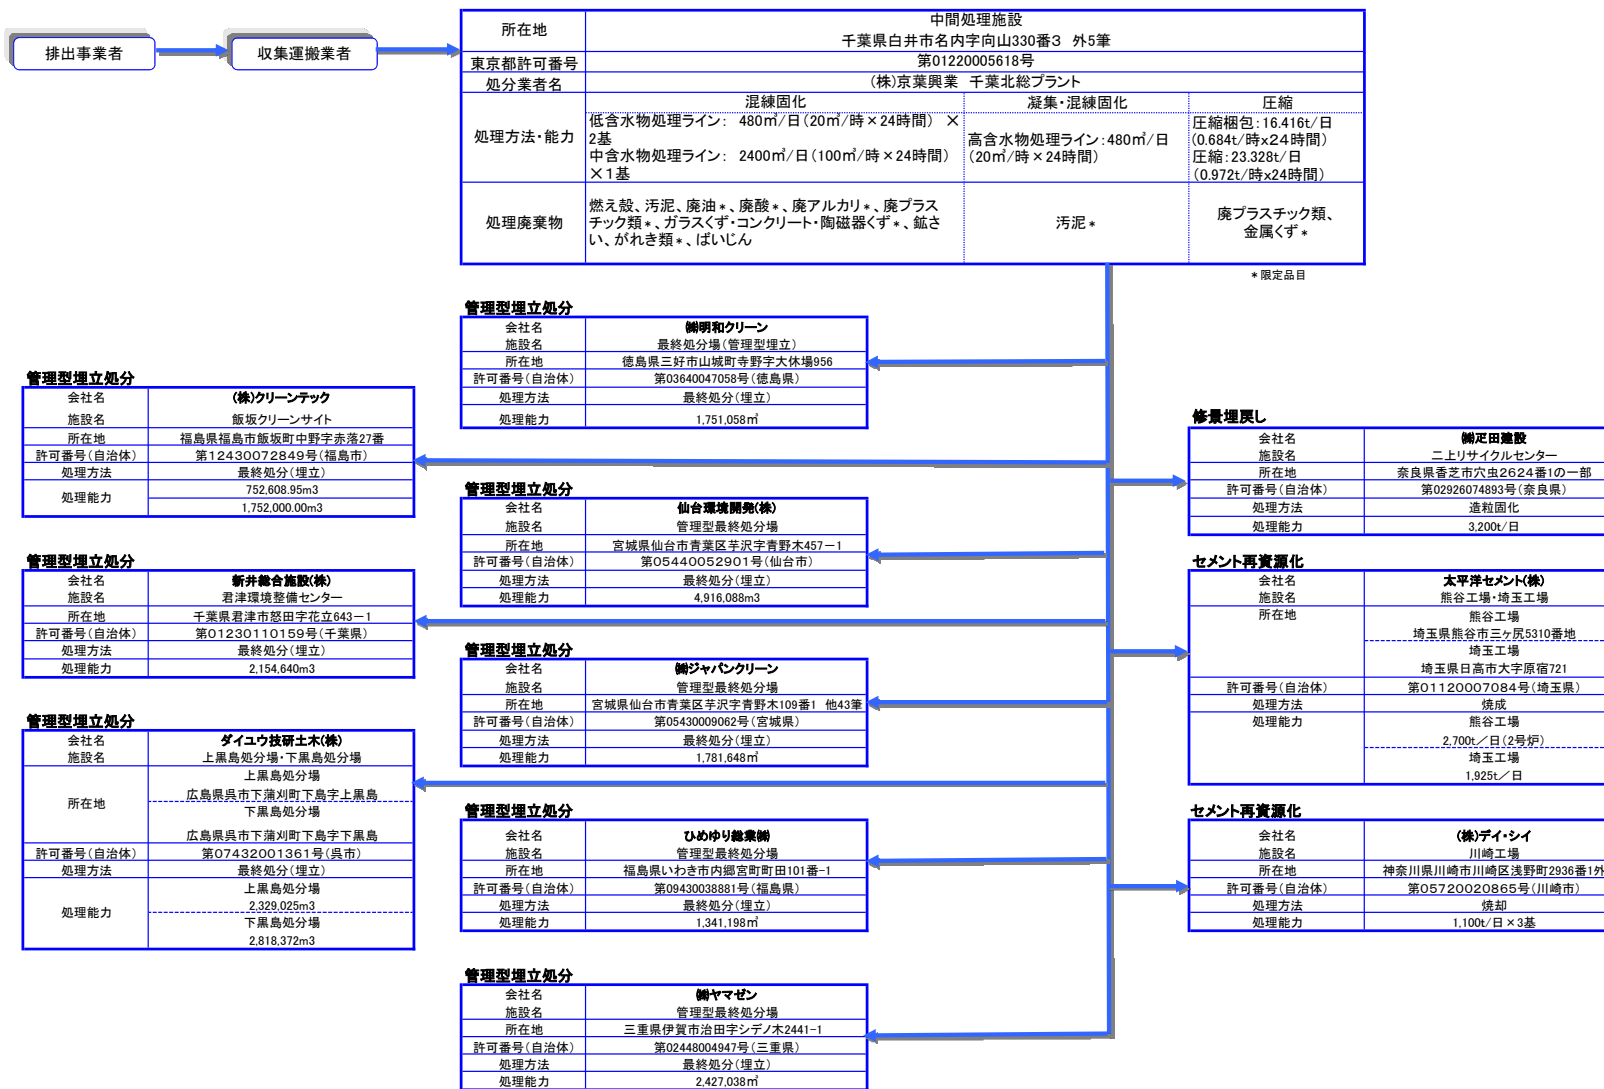 排出事業者
収集運搬業者
所在地
中間処理施設
千葉県白井市名内字向山330番3 外5筆
東京都許可番号 第01220005618号
処分業者名 (株)京葉興業 千葉北総プラント
処理方法・能力
混練固化
低含水物処理ライン: 480㎥/日(20㎥/時×24時間) ×
2基
中含水物処理ライン: 2400㎥/日(100㎥/時×24時間)
×1基
凝集・混練固化
高含水物処理ライン:480㎥/日
(20㎥/時×24時間)
圧縮
圧縮梱包:16.416t/日
(0.684t/時x24時間)
圧縮:23.328t/日
(0.972t/時x24時間)
処理廃棄物
燃え殻、汚泥、廃油*、廃酸*、廃アルカリ*、廃プラス
チック類*、ガラスくず・コンクリート・陶磁器くず*、鉱さ
い、がれき類*、ばいじん
汚泥*
廃プラスチック類、
金属くず*
*限定品目
管理型埋立処分
会社名 ㈱明和クリーン
施設名 最終処分場(管理型埋立)
所在地 徳島県三好市山城町寺野字大休場956
許可番号(自治体) 第03640047058号(徳島県)
処理方法 最終処分(埋立)
処理能力 1,751,058㎥
管理型埋立処分
会社名 (株)クリーンテック
施設名 飯坂クリーンサイト
所在地 福島県福島市飯坂町中野字赤落27番
許可番号(自治体) 第12430072849号(福島市)
処理方法 最終処分(埋立)
処理能力 752,608.95m3
1,752,000.00m3
修景埋戻し
会社名 ㈱疋田建設
施設名 二上リサイクルセンター
所在地 奈良県香芝市穴虫2624番1の一部
許可番号(自治体) 第02926074893号(奈良県)
処理方法 造粒固化
処理能力 3,200t/日
管理型埋立処分
会社名 仙台環境開発(株)
施設名 管理型最終処分場
所在地 宮城県仙台市青葉区芋沢字青野木457-1
許可番号(自治体) 第05440052901号(仙台市)
処理方法 最終処分(埋立)
処理能力 4,916,088m3
管理型埋立処分
会社名 新井総合施設(株)
施設名 君津環境整備センター
所在地 千葉県君津市怒田字花立643-1
許可番号(自治体) 第01230110159号(千葉県)
処理方法 最終処分(埋立)
処理能力 2,154,640m3
セメント再資源化
会社名 太平洋セメント(株)
施設名 熊谷工場・埼玉工場
所在地 熊谷工場
埼玉県熊谷市三ヶ尻5310番地
埼玉工場
埼玉県日高市大字原宿721
許可番号(自治体) 第01120007084号(埼玉県)
処理方法 焼成
処理能力 熊谷工場
2,700t/日(2号炉)
埼玉工場
1,925t/日
管理型埋立処分
会社名 ㈱ジャパンクリーン
施設名 管理型最終処分場
所在地 宮城県仙台市青葉区芋沢字青野木109番1 他43筆
許可番号(自治体) 第05430009062号(宮城県)
処理方法 最終処分(埋立)
処理能力 1,781,648㎥
管理型埋立処分
会社名 ダイユウ技研土木(株)
施設名 上黒島処分場・下黒島処分場
所在地
上黒島処分場
広島県呉市下蒲刈町下島字上黒島
下黒島処分場
広島県呉市下蒲刈町下島字下黒島
許可番号(自治体) 第07432001361号(呉市)
処理方法 最終処分(埋立)
処理能力
上黒島処分場
2,329,025m3
下黒島処分場
2,818,372m3
管理型埋立処分
会社名 ひめゆり総業㈱
施設名 管理型最終処分場
所在地 福島県いわき市内郷宮町町田101番-1
許可番号(自治体) 第09430038881号(福島県)
処理方法 最終処分(埋立)
処理能力 1,341,198㎥
セメント再資源化
会社名 (株)デイ・シイ
施設名 川崎工場
所在地 神奈川県川崎市川崎区浅野町2936番1外
許可番号(自治体) 第05720020865号(川崎市)
処理方法 焼却
処理能力 1,100t/日×3基
管理型埋立処分
会社名 ㈱ヤマゼン
施設名 管理型最終処分場
所在地 三重県伊賀市治田字シデノ木2441-1
許可番号(自治体) 第02448004947号(三重県)
処理方法 最終処分(埋立)
処理能力 2,427,038㎥